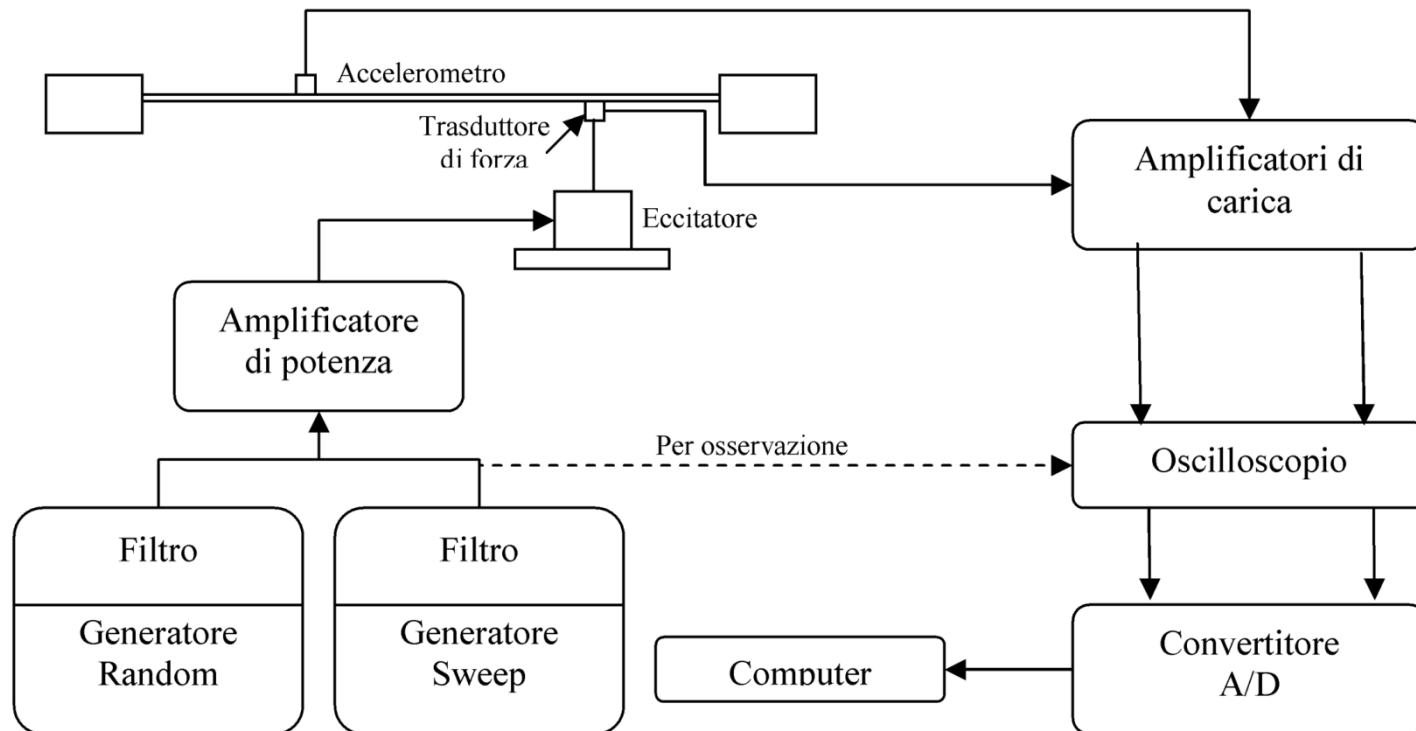 Accelerometro
Trasduttore
di forza
Amplificatori di
carica
Eccitatore
Amplificatore
di potenza
Per osservazione
Oscilloscopio
Filtro
Filtro
Generatore
Random
Generatore
Sweep
Computer
Convertitore
A/D